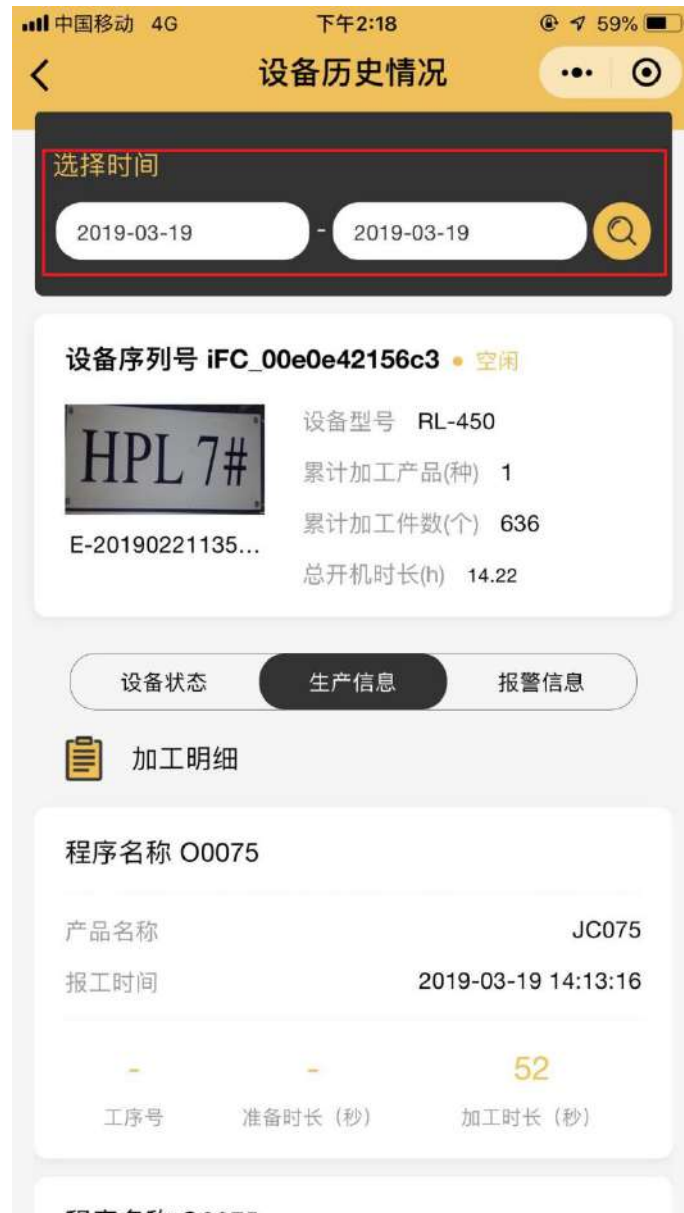 中国移动 4G 下午2:18 59%
设备历史情况
选择时间
2019-03-19 - 2019-03-19
设备序列号 iFC_00e0e42156c3 • 空闲
HPL 7#
E-20190221135...
设备型号 RL-450
累计加工产品(种) 1
累计加工件数(个) 636
总开机时长(h) 14.22
设备状态 生产信息 报警信息
加工明细
程序名称 O0075
产品名称 JC075
报工时间 2019-03-19 14:13:16
- - 52
工序号 准备时长（秒） 加工时长（秒）